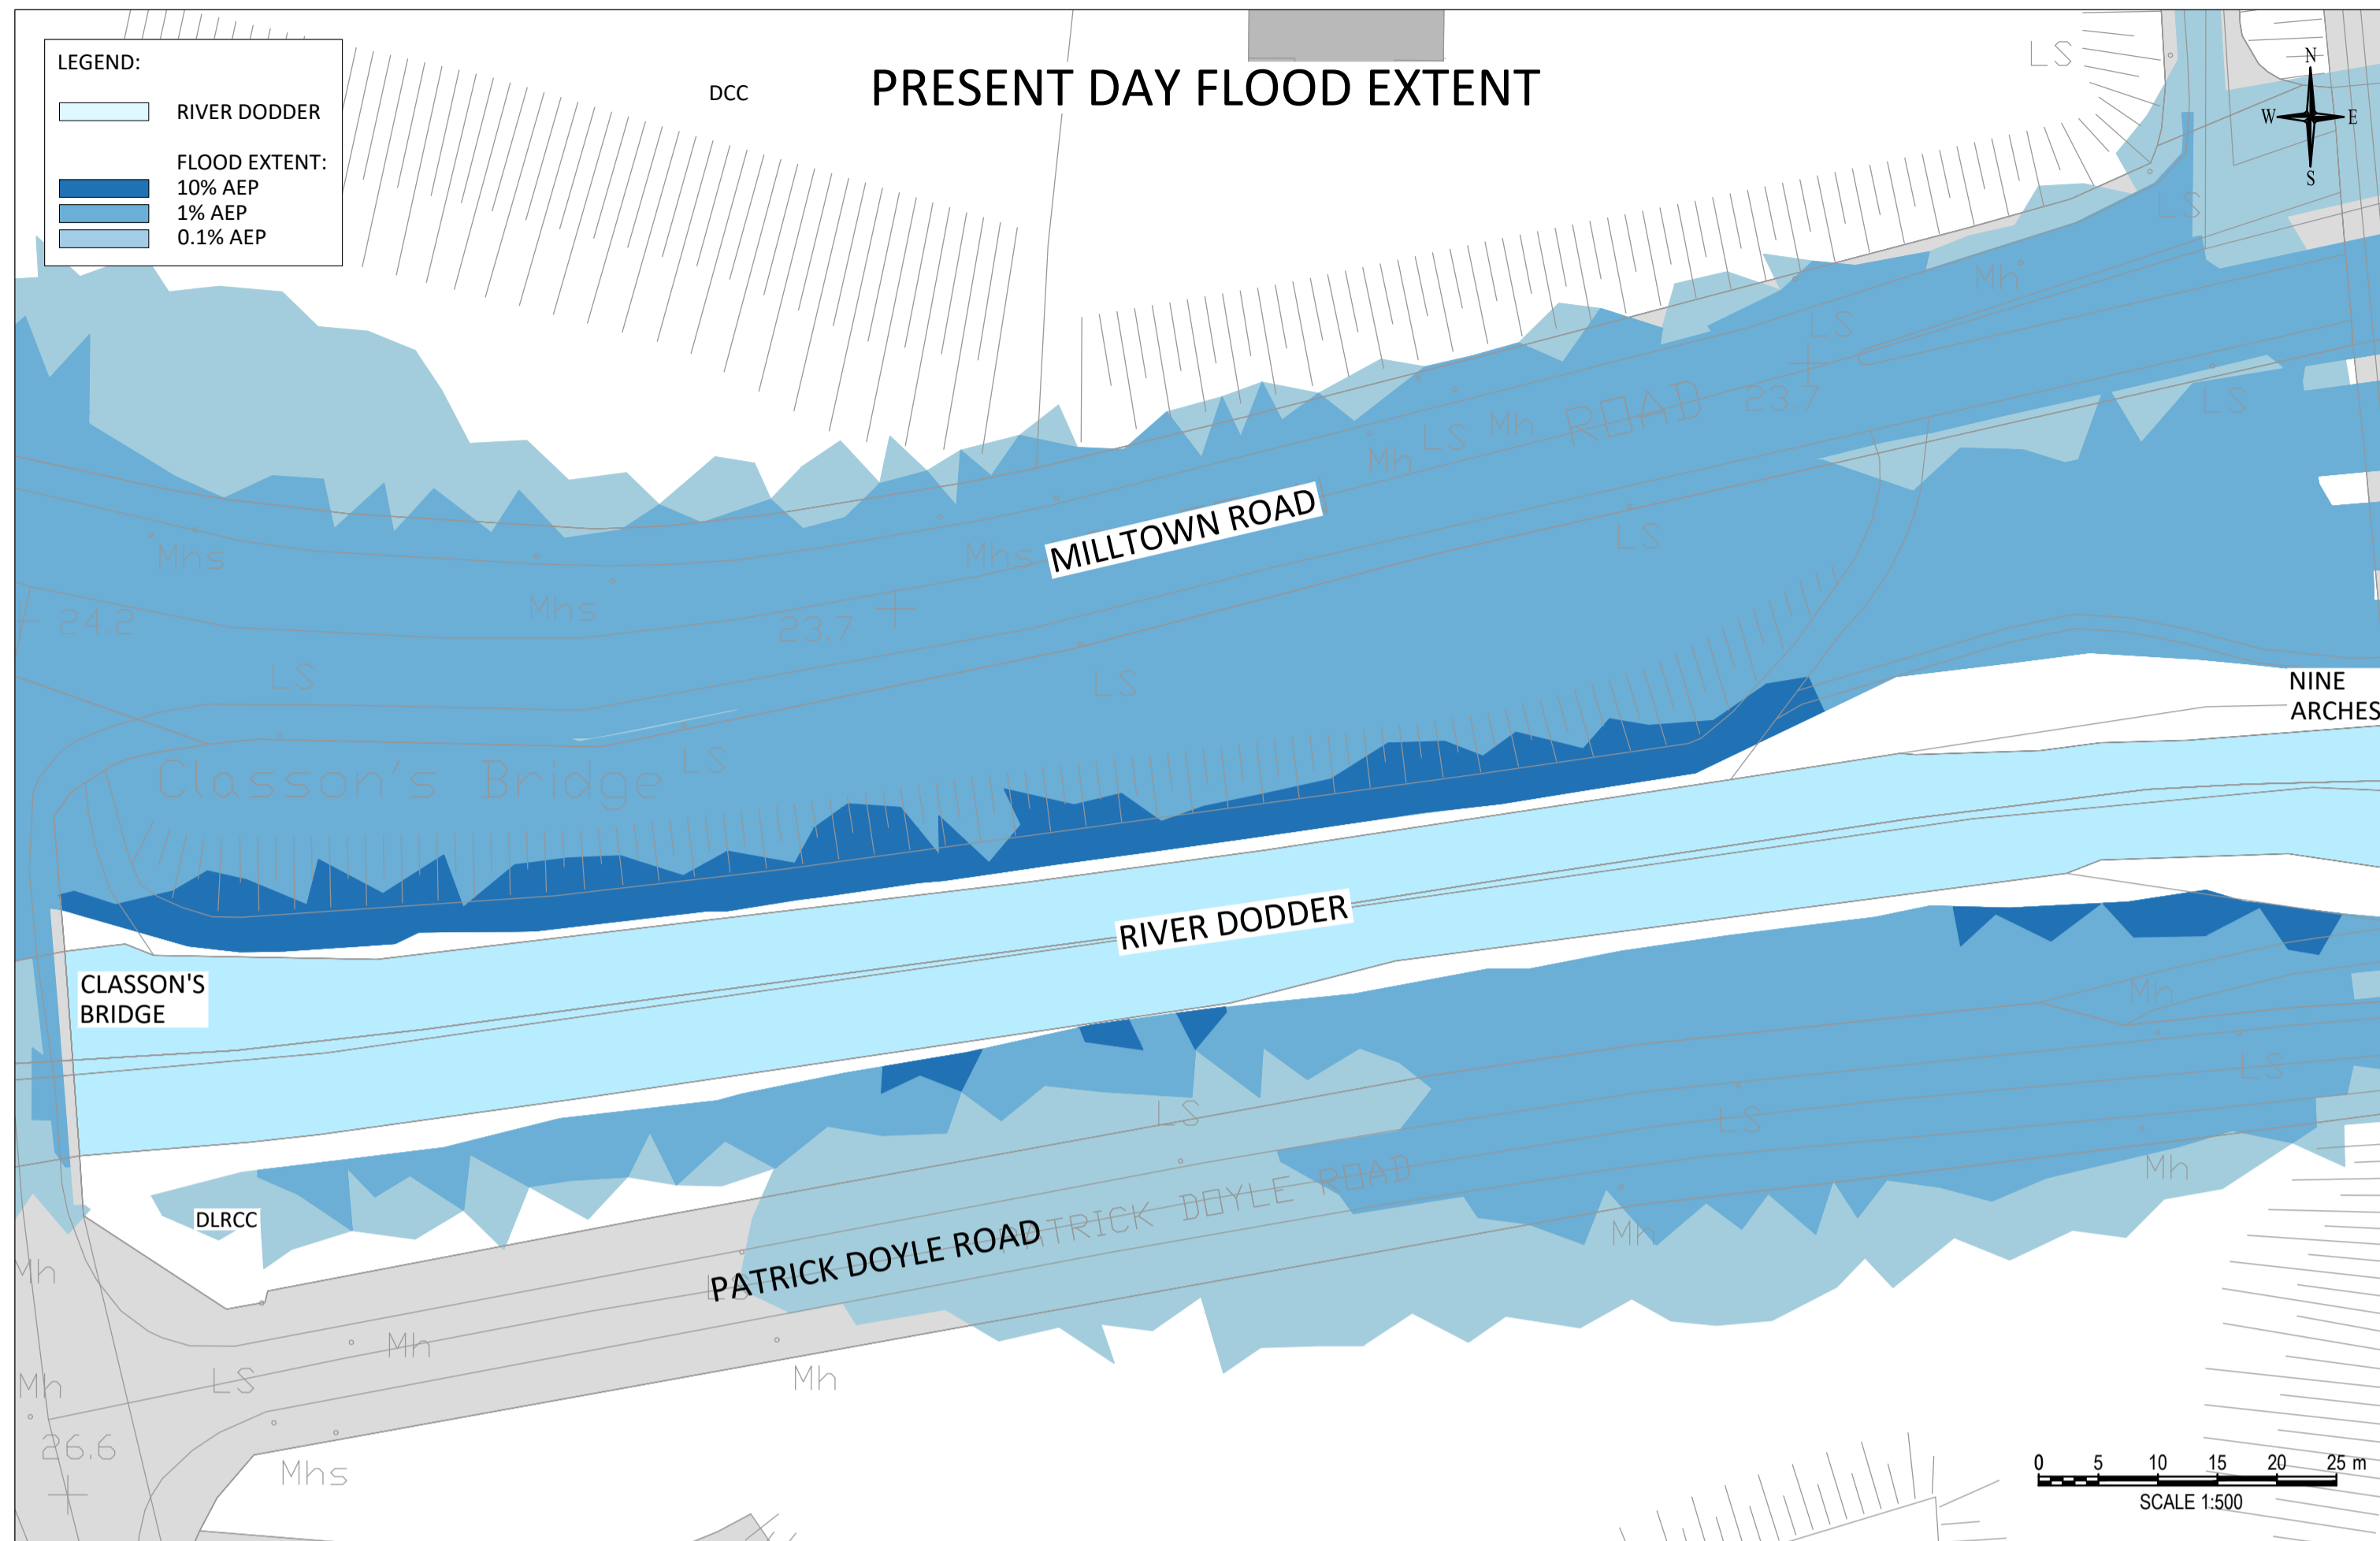 LEGEND:
RIVER DODDER
FLOOD EXTENT:
10% AEP
1% AEP
0.1% AEP
DCC
PRESENT DAY FLOOD EXTENT
LS
N
W
E
S
LS
Mh
LS
ROAD
23.7
LS
LS
Mh
Mh
MILLTOWN ROAD
Mhs
Mhs
LS
Mhs
24.2
23.7
LS
LS
LS
Classon's Bridge
NINE
ARCHES
RIVER DODDER
CLASSON'S
BRIDGE
Mh
LS
LS
LS
PATRICK DOYLE ROAD
Mh
Mh
DLRCC
PATRICK DOYLE ROAD
LS
Mh
Mh
Mh
LS
Mh
26.6
Mhs
0 5 10 15 20 25 m
SCALE 1:500